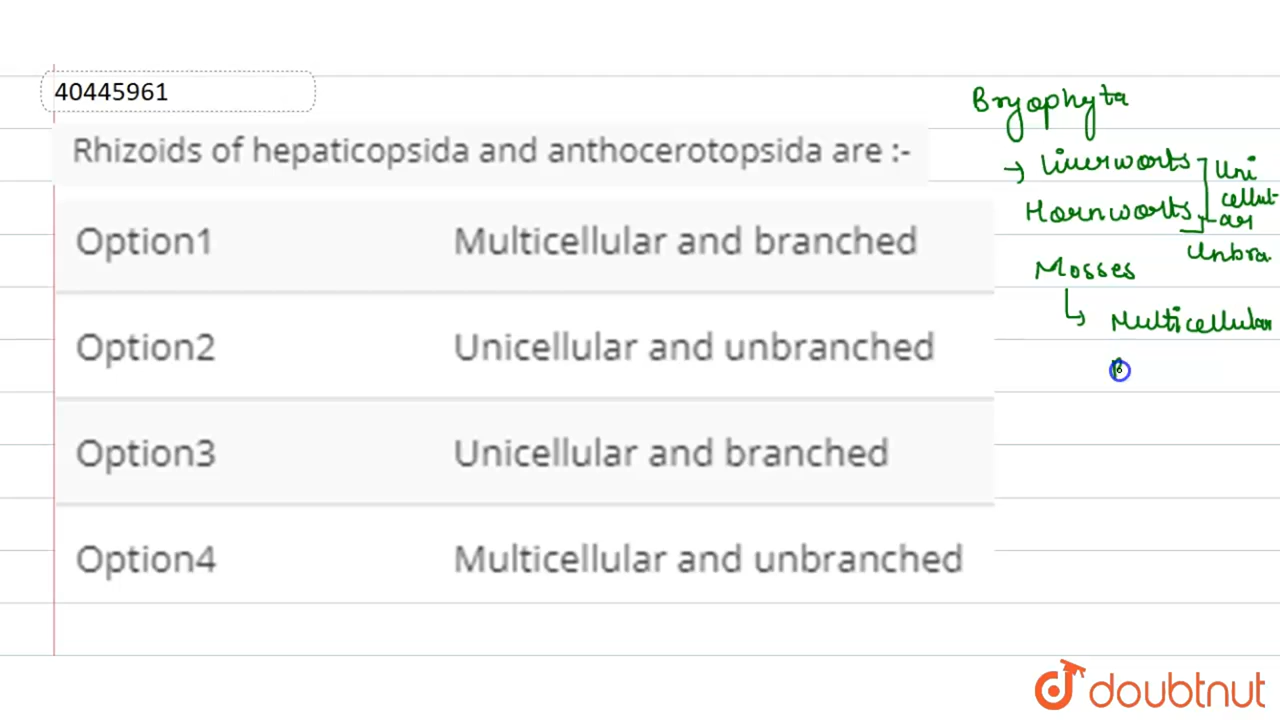 40445961
Rhizoids of hepaticopsida and anthocerotopsida are :-
Option1 Multicellular and branched
Option2 Unicellular and unbranched
Option3 Unicellular and branched
Option4 Multicellular and unbranched
Bryophyta
→ Liverworts
Hornworts
Uni
cellul-
ar
Unbra.
Mosses
↳ Multicellular
doubtnut